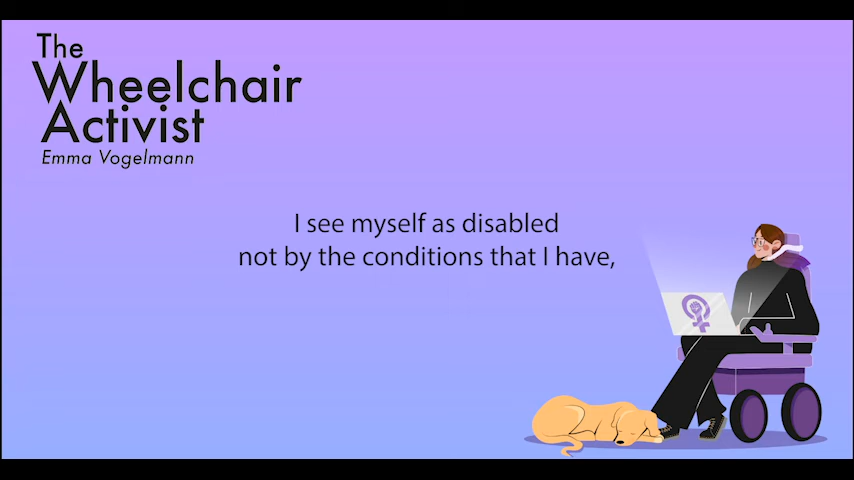 The
Wheelchair
Activist
Emma Vogelmann
I see myself as disabled
not by the conditions that I have,